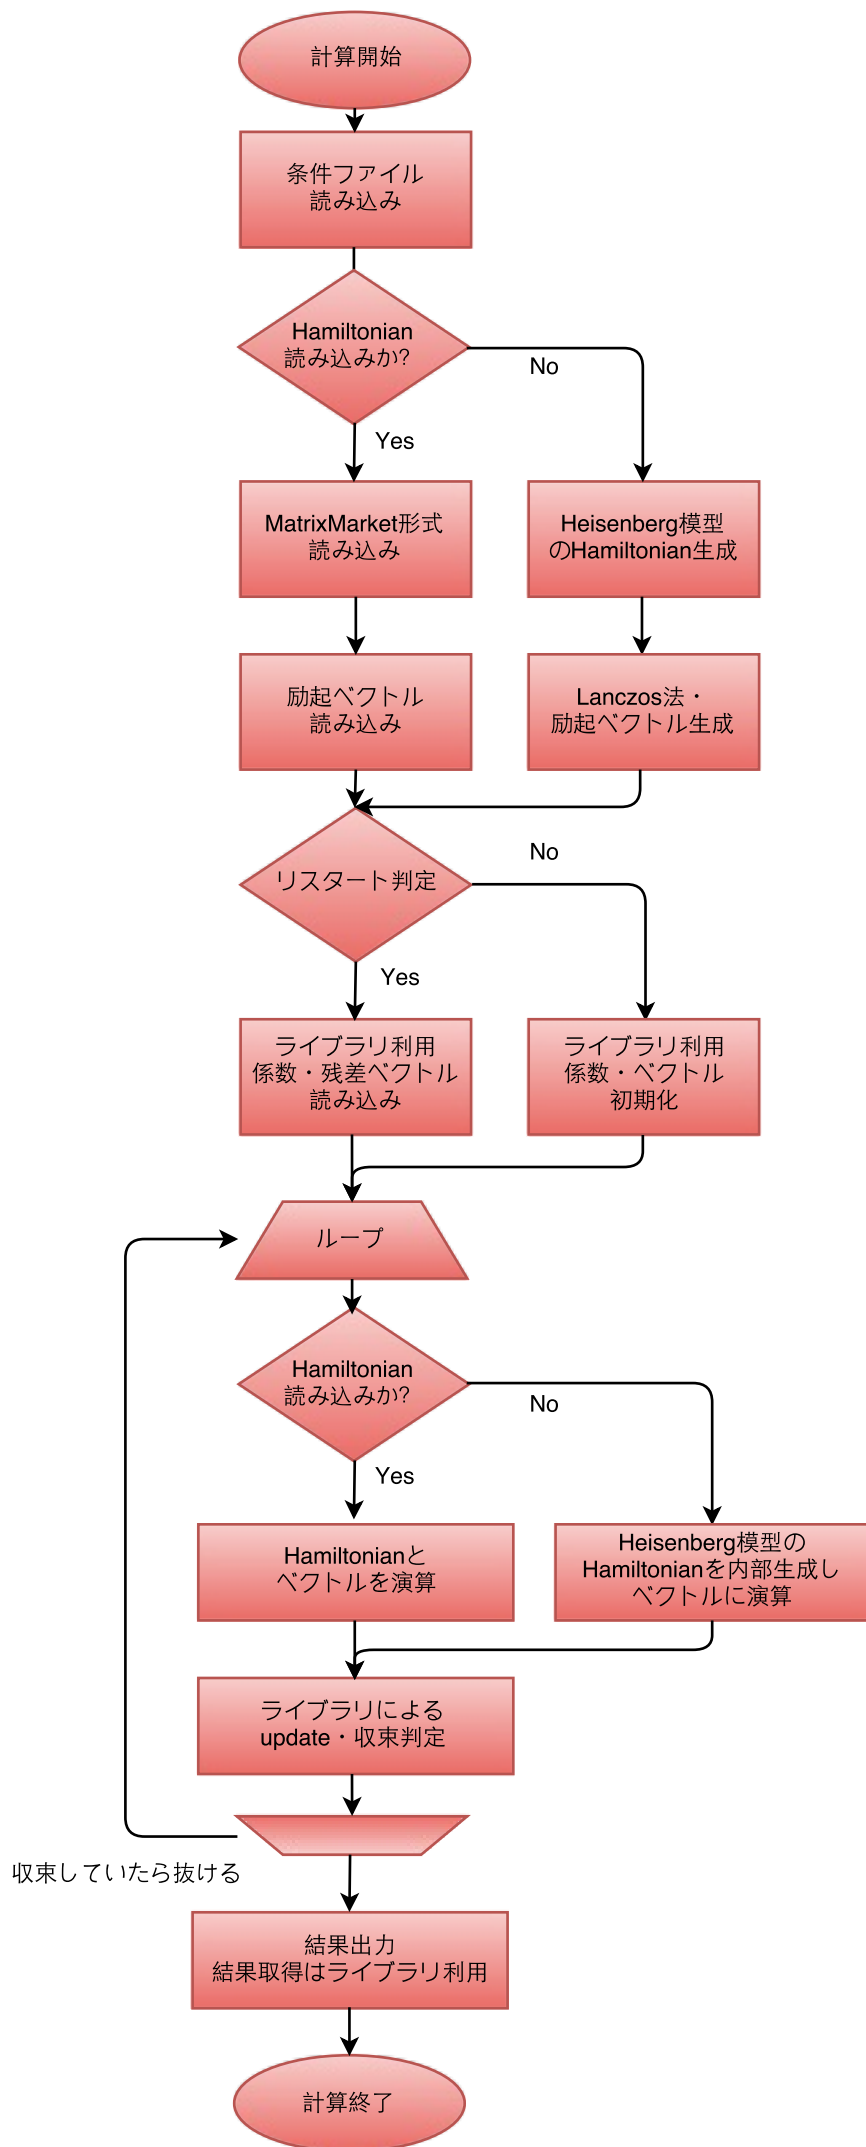 計算開始
条件ファイル
読み込み
Hamiltonian
読み込みか?
No
Yes
MatrixMarket形式
読み込み
Heisenberg模型
のHamiltonian生成
励起ベクトル
読み込み
Lanczos法・
励起ベクトル生成
リスタート判定
No
Yes
ライブラリ利用
係数・残差ベクトル
読み込み
ライブラリ利用
係数・ベクトル
初期化
ループ
Hamiltonian
読み込みか?
No
Yes
Hamiltonianと
ベクトルを演算
Heisenberg模型の
Hamiltonianを内部生成し
ベクトルに演算
ライブラリによる
update・収束判定
収束していたら抜ける
結果出力
結果取得はライブラリ利用
計算終了